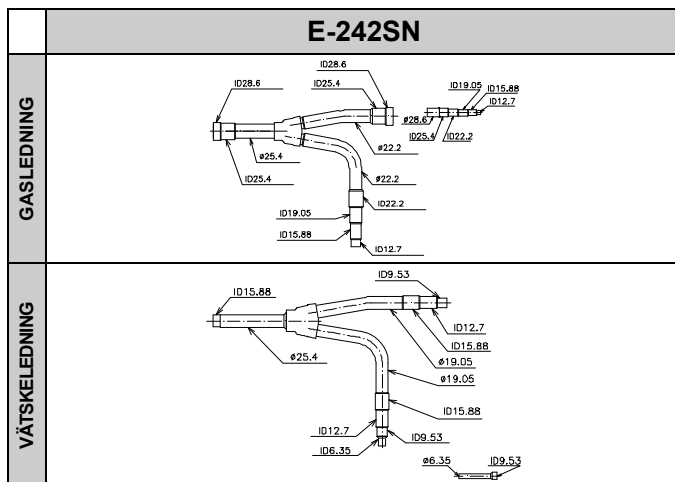 E-242SN
GASLEDNING
ID28.6
ID28.6
ID25.4
ø22.2
ø25.4
ID25.4
ø22.2
ID22.2
ID19.05
ID15.88
ID12.7
ID19.05
ID15.88
ID12.7
ø28.6
ID25.4
ID22.2
VÄTSKELEDNING
ID9.53
ID15.88
ID12.7
ID15.88
ø25.4
ø19.05
ø19.05
ID15.88
ID12.7
ID9.53
ID6.35
ø6.35
ID9.53